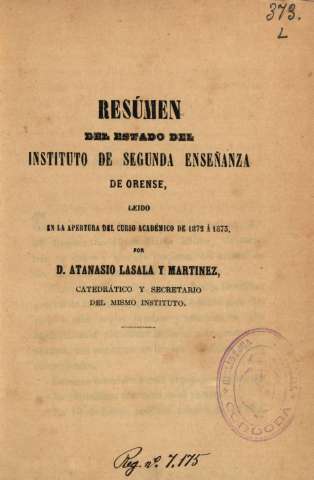 373.
L
RESÚMEN
DEL ESTADO DEL
INSTITUTO DE SEGUNDA ENSEÑANZA
DE ORENSE,
LEIDO
EN LA APERTURA DEL CURSO ACADÉMICO DE 1872 Á 1873,
POR
D. ATANASIO LASALA Y MARTINEZ,
CATEDRÁTICO Y SECRETARIO
DEL MISMO INSTITUTO.
CORDOBA
Reg. nº. 7.175